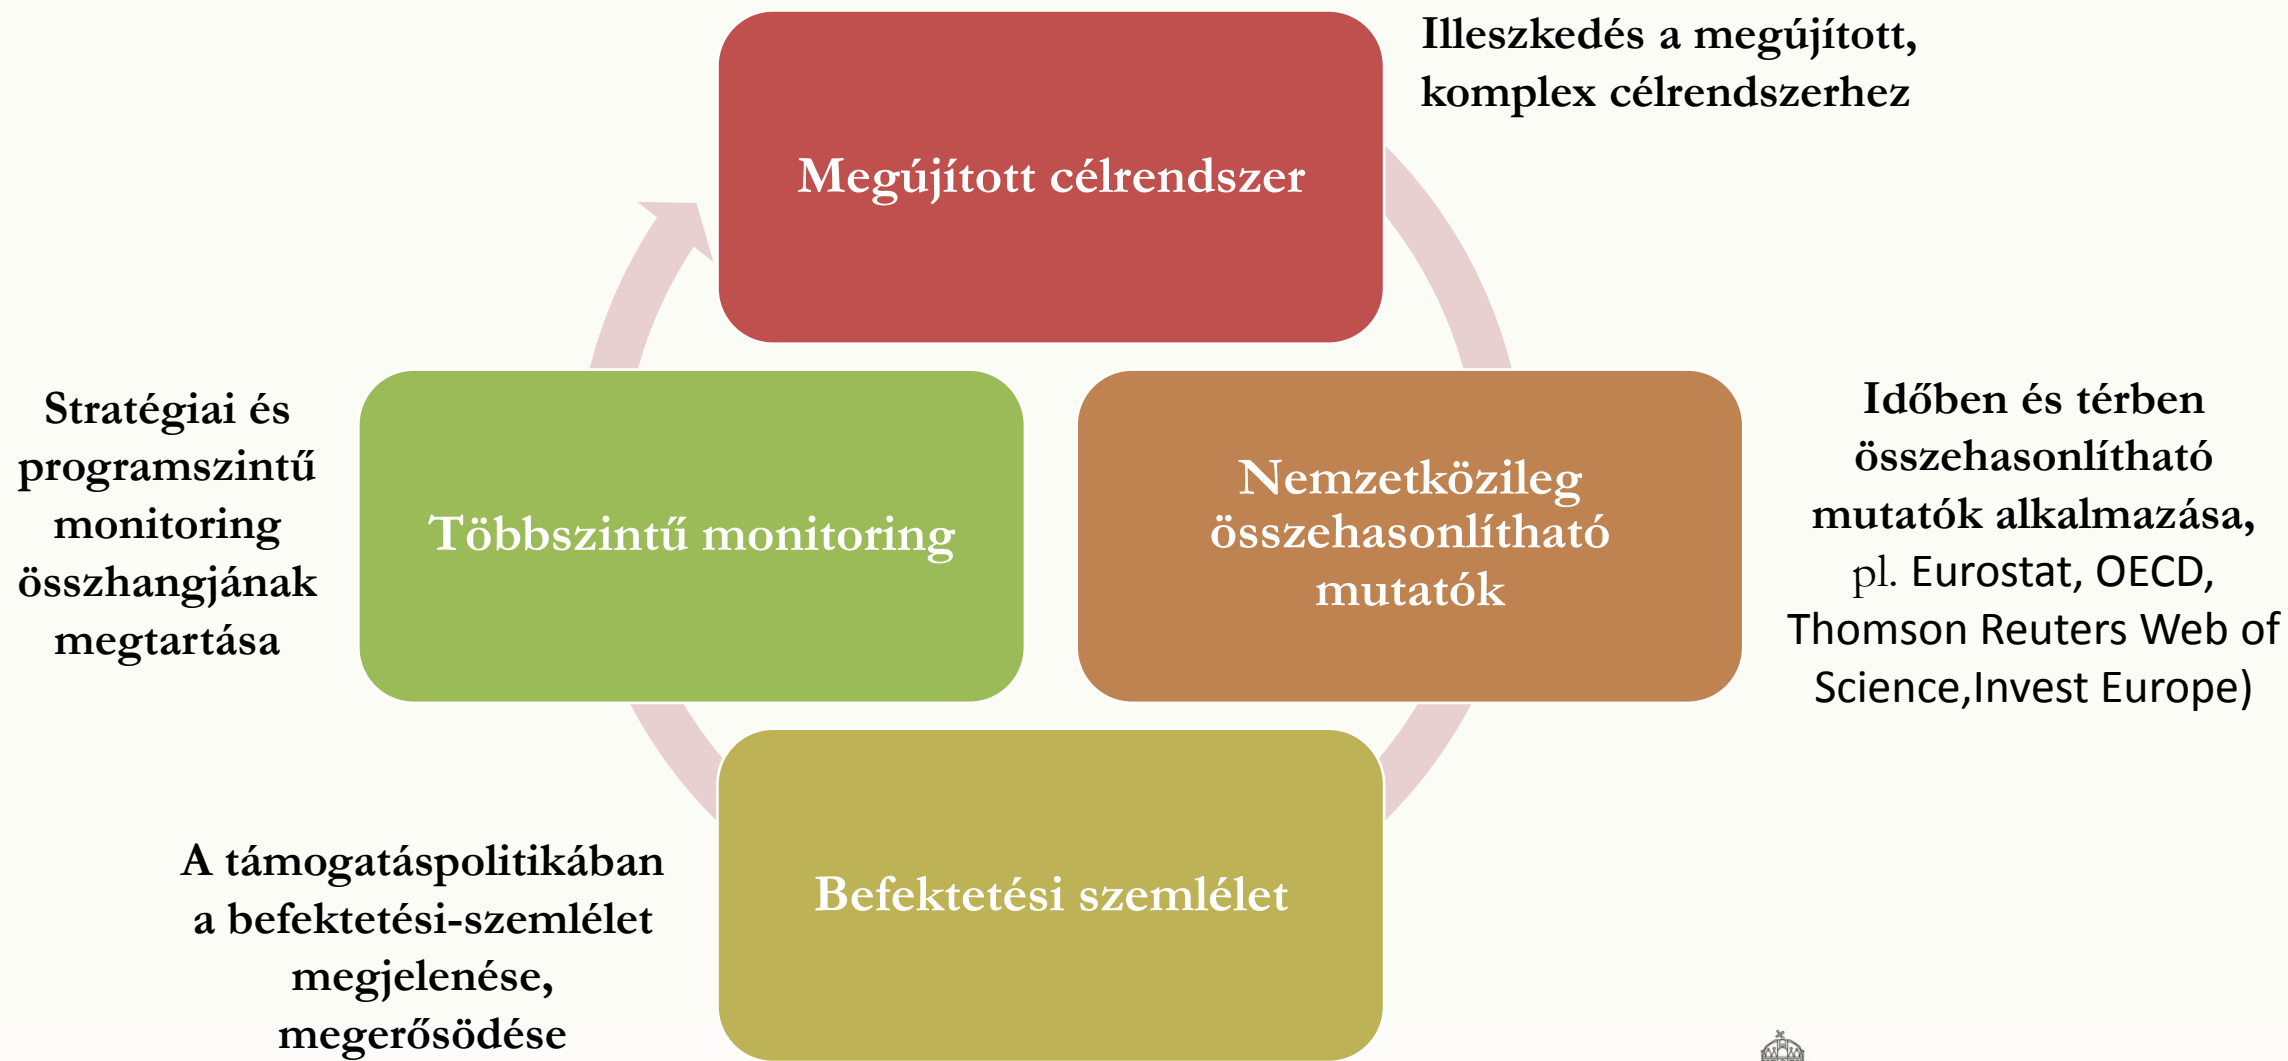 Megújított célrendszer
Illeszkedés a megújított,
komplex célrendszerhez
Nemzetközileg
összehasonlítható
mutatók
Időben és térben
összehasonlítható
mutatók alkalmazása,
pl. Eurostat, OECD,
Thomson Reuters Web of
Science,Invest Europe)
Befektetési szemlélet
A támogatáspolitikában
a befektetési-szemlélet
megjelenése,
megerősödése
Többszintű monitoring
Stratégiai és
programszintű
monitoring
összhangjának
megtartása